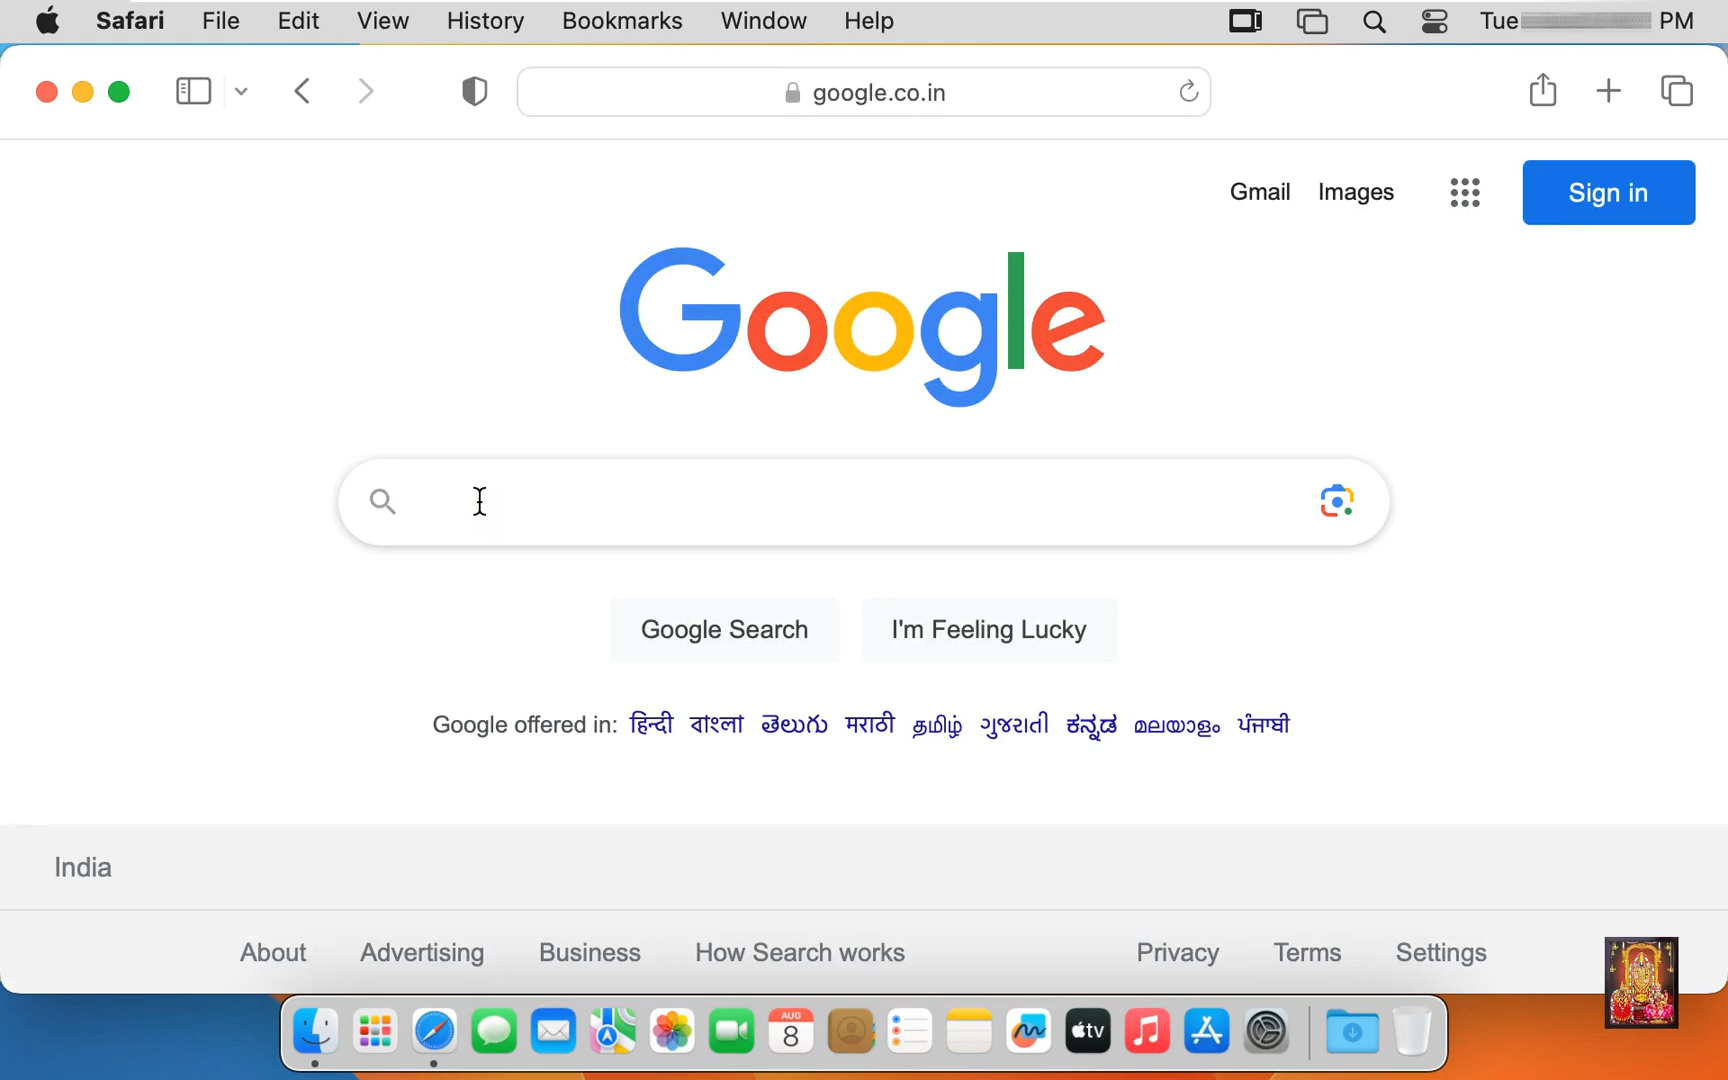 Safari File Edit View History Bookmarks Window Help Tue PM
google.co.in
Gmail Images Sign in
Google
Google Search I'm Feeling Lucky
Google offered in: हिन्दी বাংলা తెలుగు मराठी தமிழ் ગુજરાતી ಕನ್ನಡ മലയാളം ਪੰਜਾਬੀ
India
About Advertising Business How Search works Privacy Terms Settings
AUG
8
tv